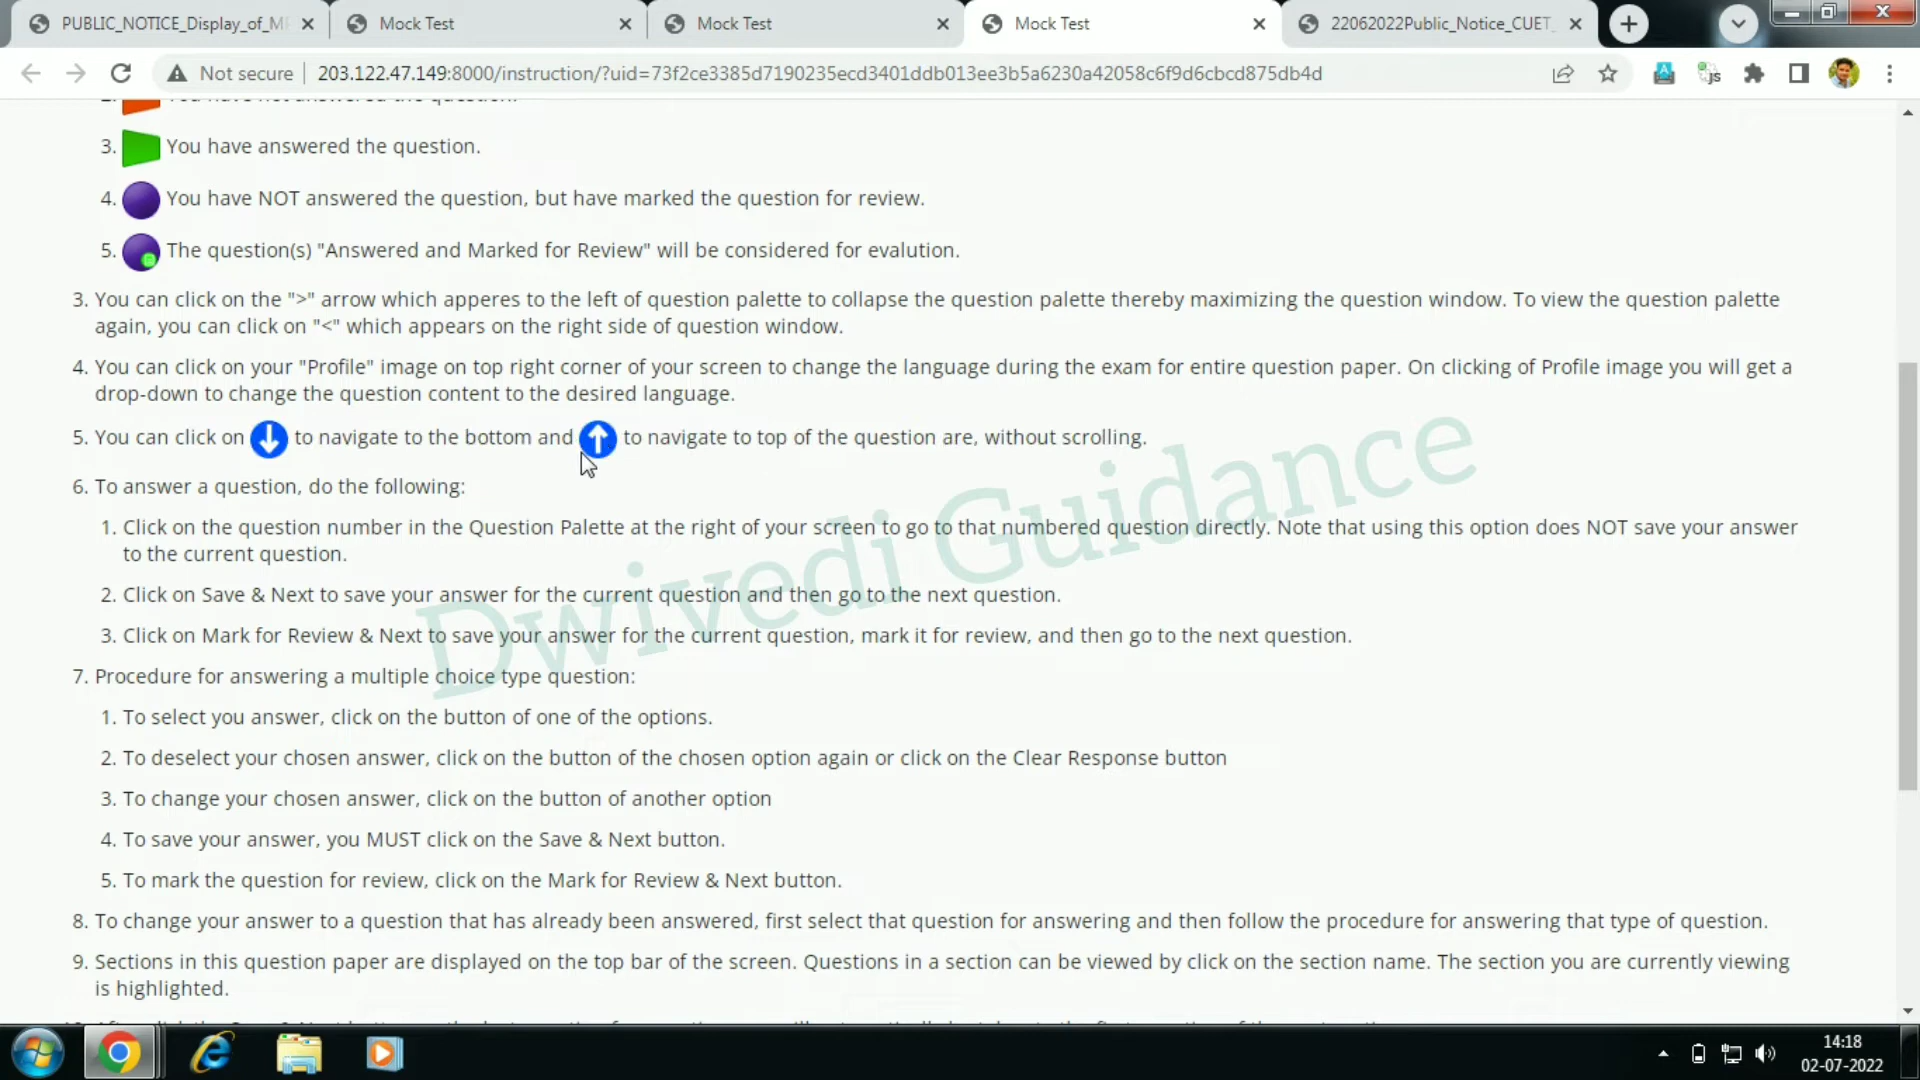 PUBLIC_NOTICE_Display_of_M
Mock Test
Mock Test
Mock Test
22062022Public_Notice_CUET_
Not secure
203.122.47.149:8000/instruction/?uid=73f2ce3385d7190235ecd3401ddb013ee3b5a6230a42058c6f9d6cbcd875db4d
JS
2. You have not answered the question.
3. You have answered the question.
4. You have NOT answered the question, but have marked the question for review.
5. The question(s) "Answered and Marked for Review" will be considered for evalution.
3. You can click on the ">" arrow which apperes to the left of question palette to collapse the question palette thereby maximizing the question window. To view the question palette
again, you can click on "<" which appears on the right side of question window.
4. You can click on your "Profile" image on top right corner of your screen to change the language during the exam for entire question paper. On clicking of Profile image you will get a
drop-down to change the question content to the desired language.
5. You can click on to navigate to the bottom and to navigate to top of the question are, without scrolling.
6. To answer a question, do the following:
1. Click on the question number in the Question Palette at the right of your screen to go to that numbered question directly. Note that using this option does NOT save your answer
to the current question.
2. Click on Save & Next to save your answer for the current question and then go to the next question.
3. Click on Mark for Review & Next to save your answer for the current question, mark it for review, and then go to the next question.
Dwivedi Guidance
7. Procedure for answering a multiple choice type question:
1. To select you answer, click on the button of one of the options.
2. To deselect your chosen answer, click on the button of the chosen option again or click on the Clear Response button
3. To change your chosen answer, click on the button of another option
4. To save your answer, you MUST click on the Save & Next button.
5. To mark the question for review, click on the Mark for Review & Next button.
8. To change your answer to a question that has already been answered, first select that question for answering and then follow the procedure for answering that type of question.
9. Sections in this question paper are displayed on the top bar of the screen. Questions in a section can be viewed by click on the section name. The section you are currently viewing
is highlighted.
14:18
02-07-2022